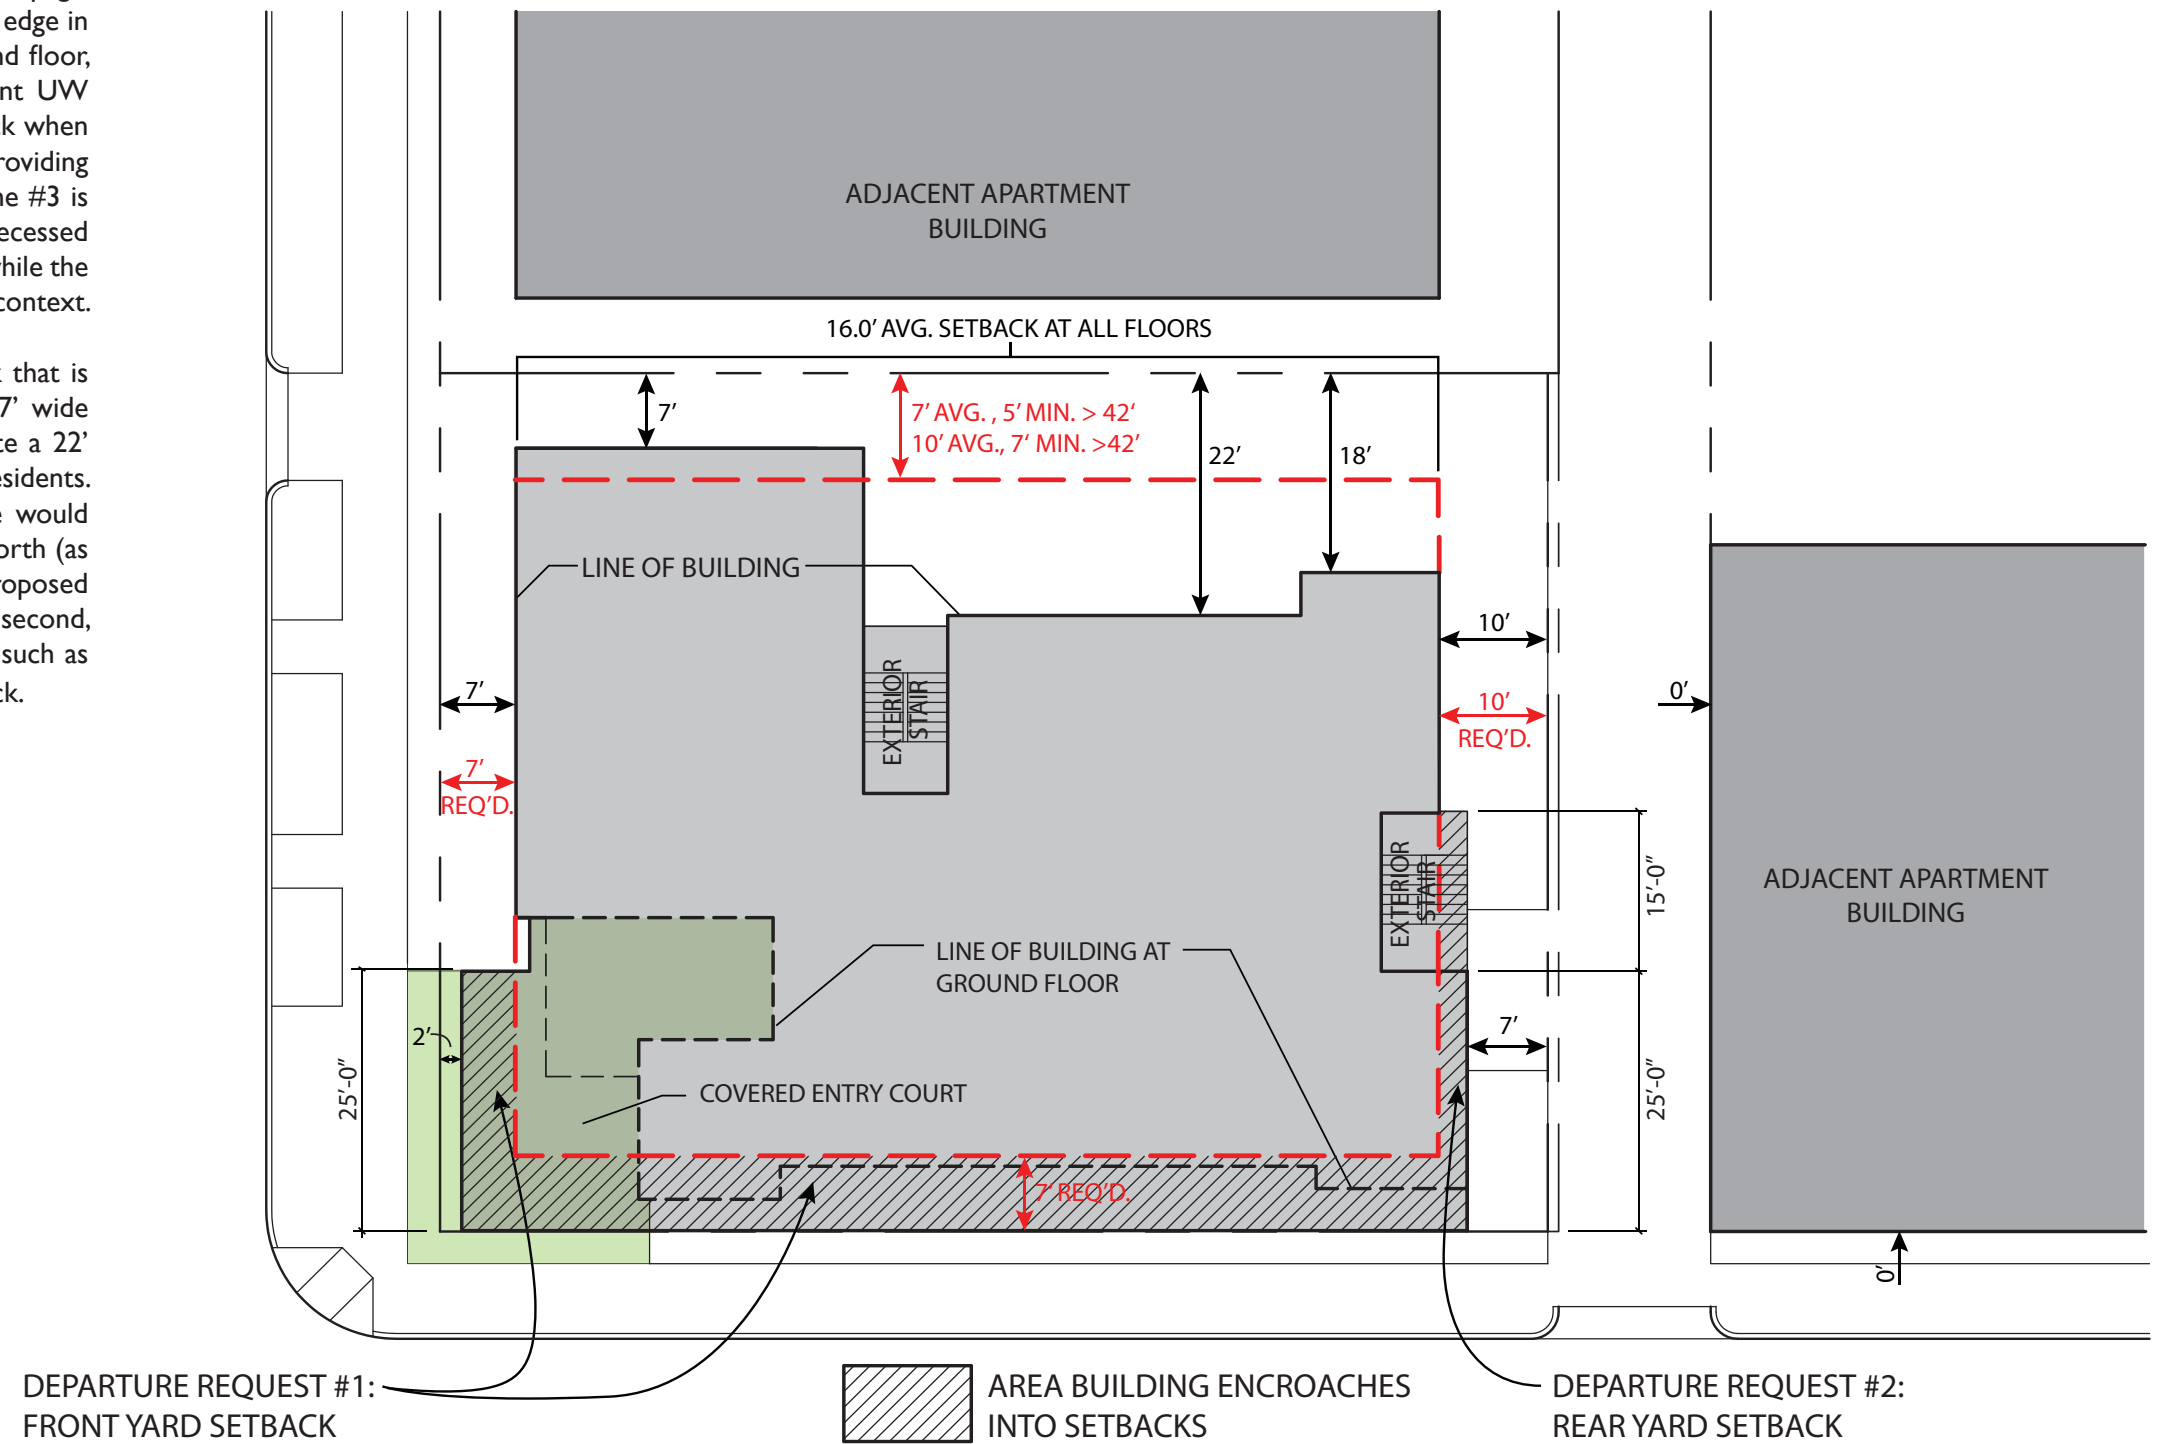 edge in
nd floor,
nt UW
k when
roviding
ne #3 is
ecessed
while the
context.
k that is
7’ wide
te a 22’
esidents.
e would
orth (as
roposed
second,
such as
ck.
ADJACENT APARTMENT
BUILDING
16.0’ AVG. SETBACK AT ALL FLOORS
7’
7’ AVG. , 5’ MIN. > 42‘
10’ AVG., 7‘ MIN. >42’
22’
18’
LINE OF BUILDING
EXTERIOR
STAIR
10’
10’
REQ’D.
0’
7’
7’
REQ’D.
EXTERIOR
STAIR
15’-0”
ADJACENT APARTMENT
BUILDING
LINE OF BUILDING AT
GROUND FLOOR
2’
25’-0”
7’
25’-0”
COVERED ENTRY COURT
7’ REQ’D.
0’
DEPARTURE REQUEST #1:
FRONT YARD SETBACK
AREA BUILDING ENCROACHES
INTO SETBACKS
DEPARTURE REQUEST #2:
REAR YARD SETBACK